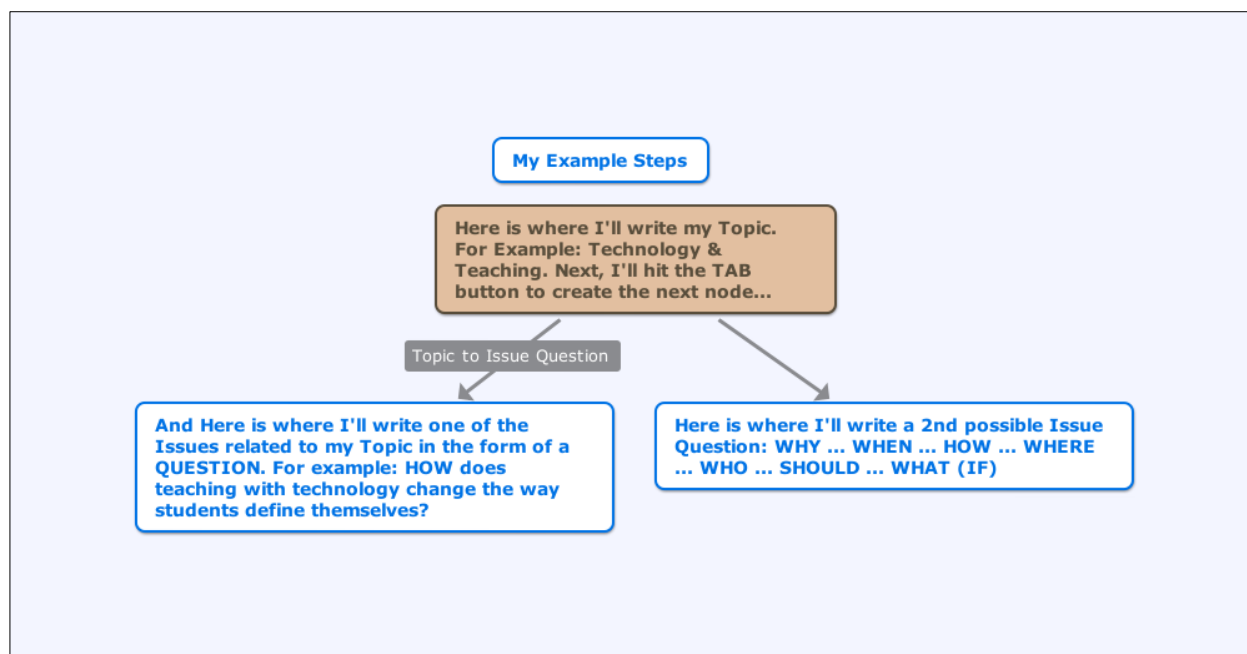 My Example Steps
Here is where I'll write my Topic.
For Example: Technology &
Teaching. Next, I'll hit the TAB
button to create the next node...
Topic to Issue Question
And Here is where I'll write one of the
Issues related to my Topic in the form of a
QUESTION. For example: HOW does
teaching with technology change the way
students define themselves?
Here is where I'll write a 2nd possible Issue
Question: WHY ... WHEN ... HOW ... WHERE
... WHO ... SHOULD ... WHAT (IF)